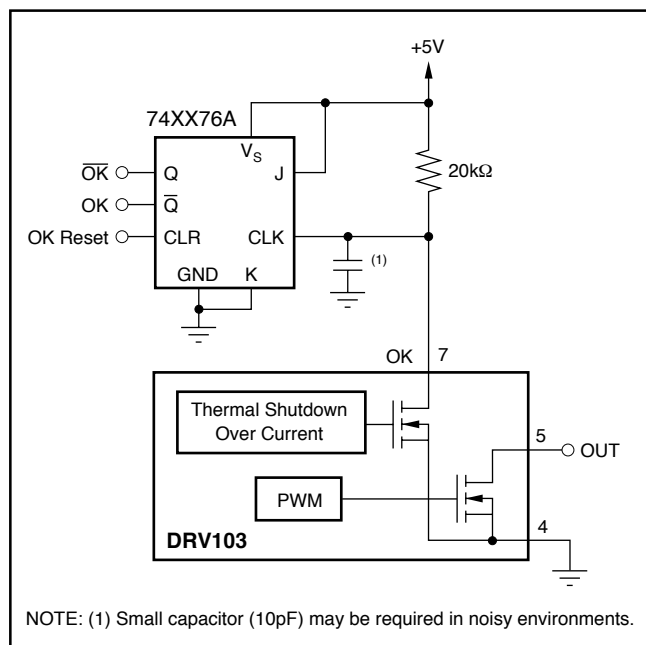 +5V
74XX76A
V_S
O̅K̅ Q J 20kΩ
OK Q̅
OK Reset CLR CLK (1)
GND K
OK 7
Thermal Shutdown
Over Current
5
OUT
PWM
4
DRV103
NOTE: (1) Small capacitor (10pF) may be required in noisy environments.